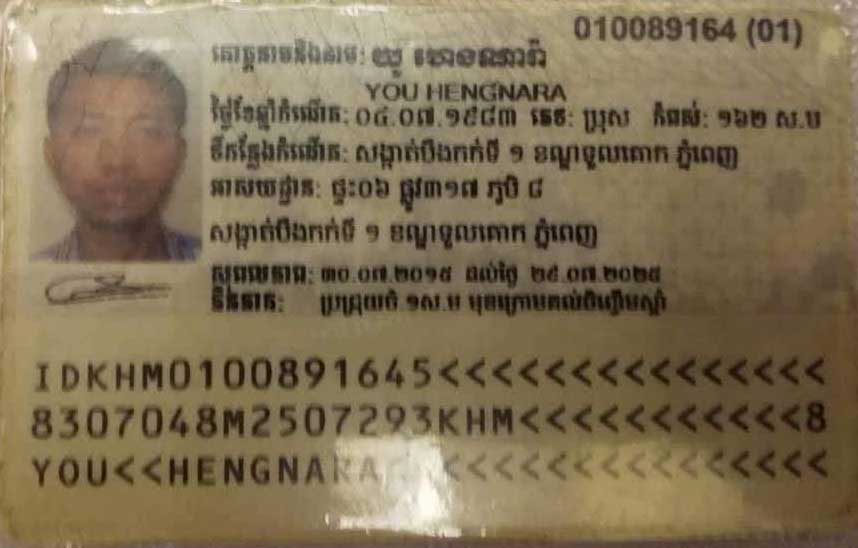 010089164 (01)
គោត្តនាមនិងនាម: យូ ហេងណារ៉ា
YOU HENGNARA
ថ្ងៃខែឆ្នាំកំណើត: ០៤.០៧.១៩៨៣ ភេទ: ប្រុស កំពស់: ១៦២ ស.ម
ទីកន្លែងកំណើត: សង្កាត់បឹងកក់ទី ១ ខណ្ឌទួលគោក ភ្នំពេញ
អាសយដ្ឋាន: ផ្ទះ០៦ ផ្លូវ៣១៧ ភូមិ ៨
សង្កាត់បឹងកក់ទី ១ ខណ្ឌទួលគោក ភ្នំពេញ
សុពលភាព: ៣០.០៧.២០១៥ ដល់ថ្ងៃ ២៩.០៧.២០២៥
ភិនភាគ: ប្រជ្រុយចំ ១ស.ម មុខក្រោមគល់ចិញ្ចើមស្តាំ
IDKHM0100891645<<<<<<<<<<<<<<<
8307048M2507293KHM<<<<<<<<<<<8
YOU<<HENGNARA<<<<<<<<<<<<<<<<<